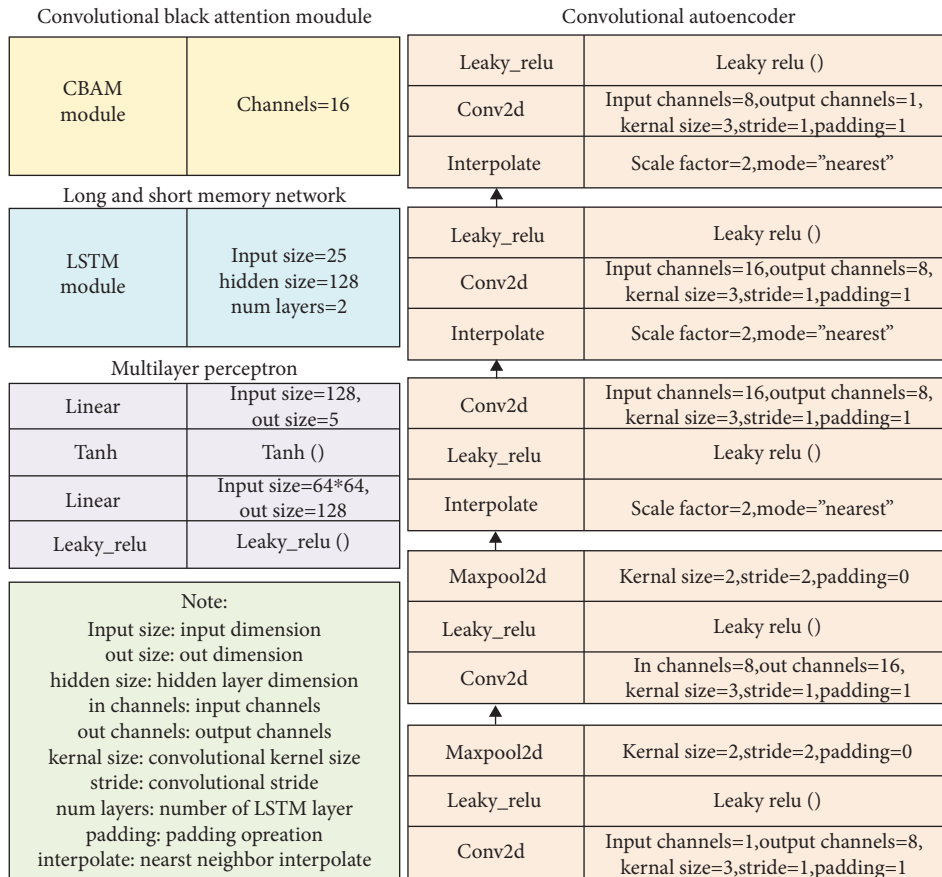 Convolutional black attention moudule
CBAM
module
Channels=16
Long and short memory network
LSTM
module
Input size=25
hidden size=128
num layers=2
Multilayer perceptron
Linear
Input size=128,
out size=5
Tanh
Tanh ()
Linear
Input size=64*64,
out size=128
Leaky_relu
Leaky_relu ()
Note:
Input size: input dimension
out size: out dimension
hidden size: hidden layer dimension
in channels: input channels
out channels: output channels
kernal size: convolutional kernel size
stride: convolutional stride
num layers: number of LSTM layer
padding: padding opreation
interpolate: nearst neighbor interpolate
Convolutional autoencoder
Leaky_relu
Leaky relu ()
Conv2d
Input channels=8,output channels=1,
kernal size=3,stride=1,padding=1
Interpolate
Scale factor=2,mode=”nearest”
Leaky_relu
Leaky relu ()
Conv2d
Input channels=16,output channels=8,
kernal size=3,stride=1,padding=1
Interpolate
Scale factor=2,mode=”nearest”
Conv2d
Input channels=16,output channels=8,
kernal size=3,stride=1,padding=1
Leaky_relu
Leaky relu ()
Interpolate
Scale factor=2,mode=”nearest”
Maxpool2d
Kernal size=2,stride=2,padding=0
Leaky_relu
Leaky relu ()
Conv2d
In channels=8,out channels=16,
kernal size=3,stride=1,padding=1
Maxpool2d
Kernal size=2,stride=2,padding=0
Leaky_relu
Leaky relu ()
Conv2d
Input channels=1,output channels=8,
kernal size=3,stride=1,padding=1